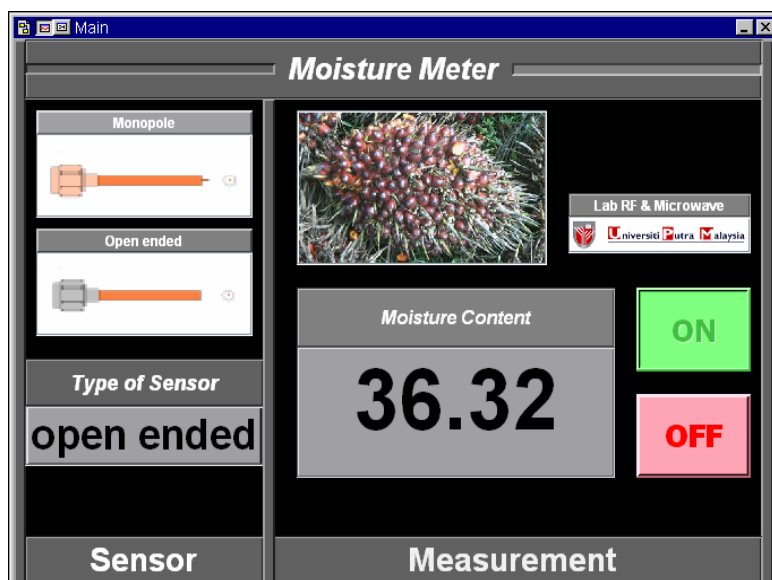 Main
Moisture Meter
Monopole
Open ended
Type of Sensor
open ended
Sensor
Lab RF & Microwave
Universiti Putra Malaysia
Moisture Content
36.32
ON
OFF
Measurement